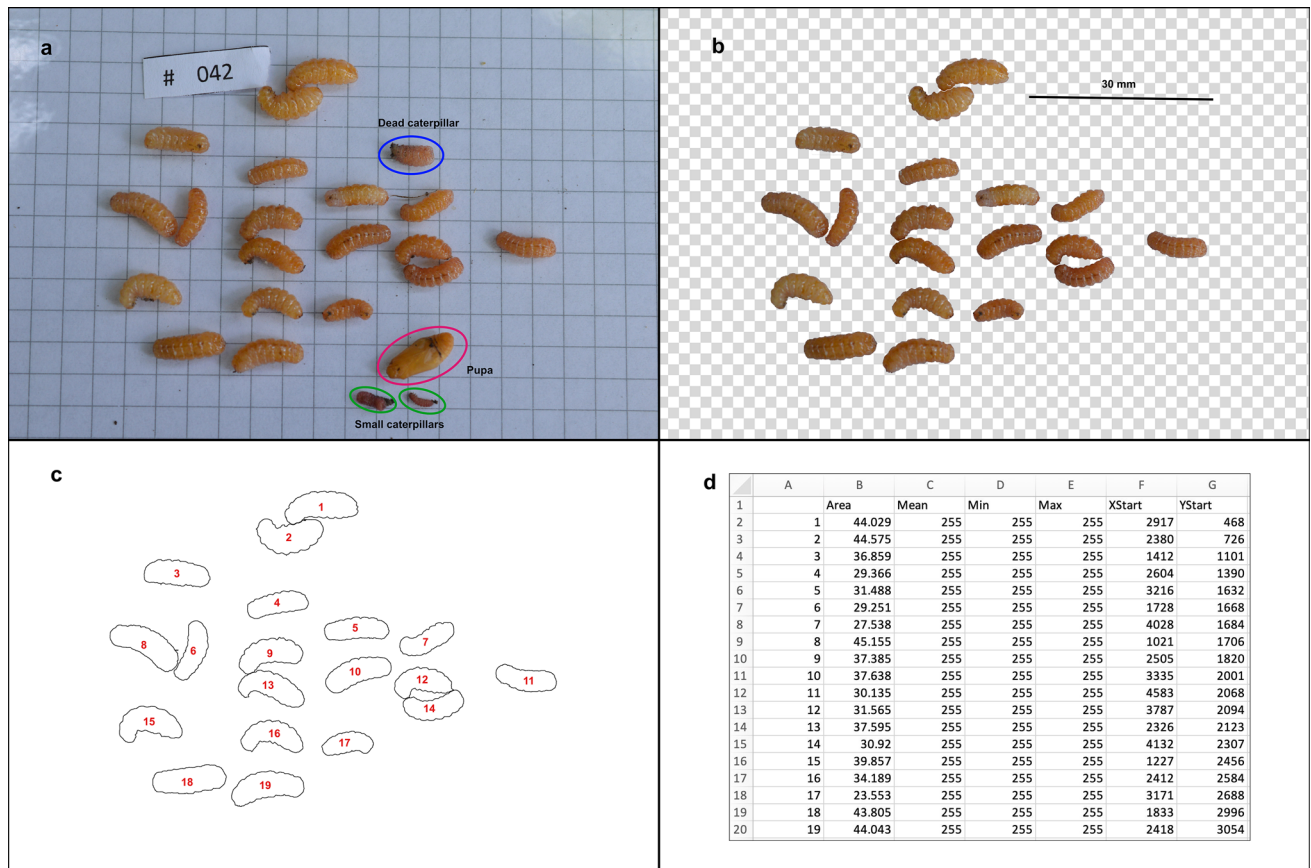 a
# 042
Dead caterpillar
Pupa
Small caterpillars
b
30 mm
c
1
2
3
4
5
7
8
6
9
10
12
11
13
14
15
16
17
18
19
d
A B C D E F G
1 Area Mean Min Max XStart YStart
2 1 44.029 255 255 255 2917 468
3 2 44.575 255 255 255 2380 726
4 3 36.859 255 255 255 1412 1101
5 4 29.366 255 255 255 2604 1390
6 5 31.488 255 255 255 3216 1632
7 6 29.251 255 255 255 1728 1668
8 7 27.538 255 255 255 4028 1684
9 8 45.155 255 255 255 1021 1706
10 9 37.385 255 255 255 2505 1820
11 10 37.638 255 255 255 3335 2001
12 11 30.135 255 255 255 4583 2068
13 12 31.565 255 255 255 3787 2094
14 13 37.595 255 255 255 2326 2123
15 14 30.92 255 255 255 4132 2307
16 15 39.857 255 255 255 1227 2456
17 16 34.189 255 255 255 2412 2584
18 17 23.553 255 255 255 3171 2688
19 18 43.805 255 255 255 1833 2996
20 19 44.043 255 255 255 2418 3054